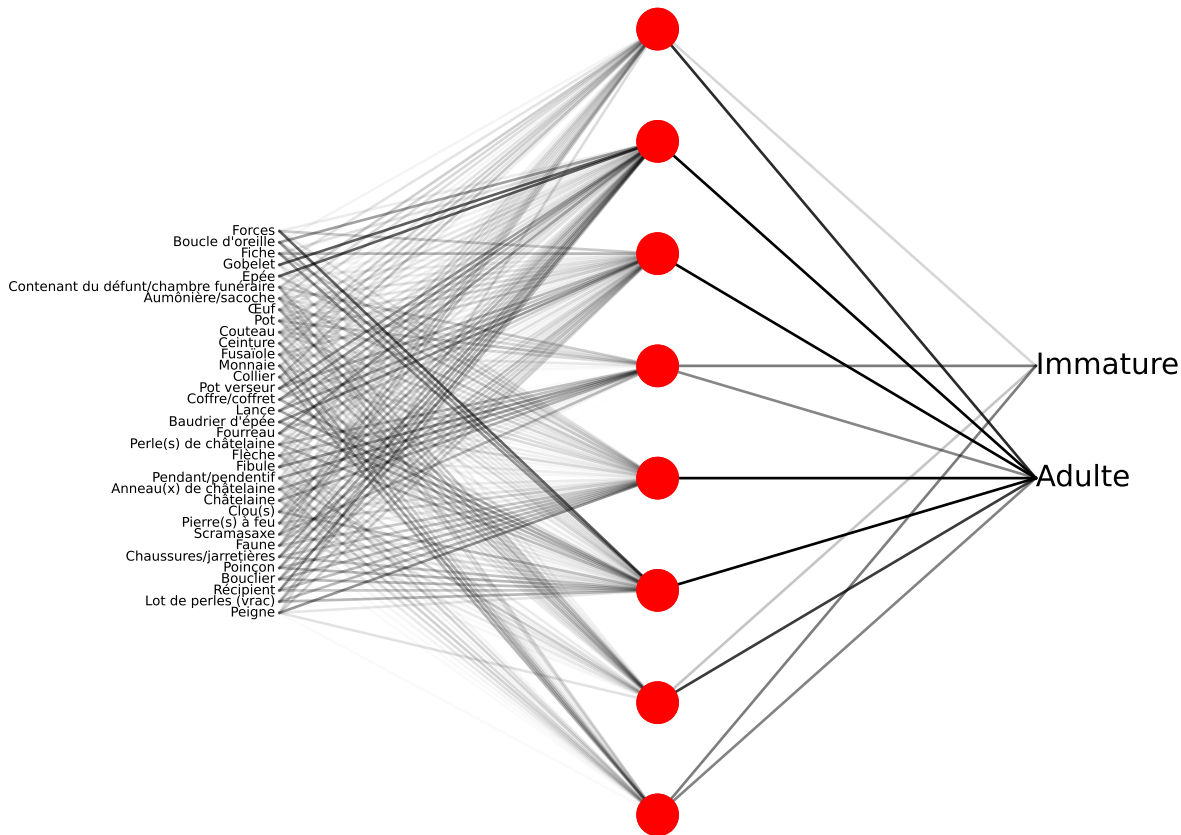 Forces
Boucle d'oreille
Fiche
Gobelet
Épée
Contenant du défunt/chambre funéraire
Aumônière/sacoche
Œuf
Pot
Couteau
Ceinture
Fusaïole
Monnaie
Collier
Pot verseur
Coffre/coffret
Lance
Baudrier d'épée
Fourreau
Perle(s) de châtelaine
Flèche
Fibule
Pendant/pendentif
Anneau(x) de châtelaine
Châtelaine
Clou(s)
Pierre(s) à feu
Scramasaxe
Faune
Chaussures/jarretières
Poinçon
Bouclier
Récipient
Lot de perles (vrac)
Peigne
Immature
Adulte